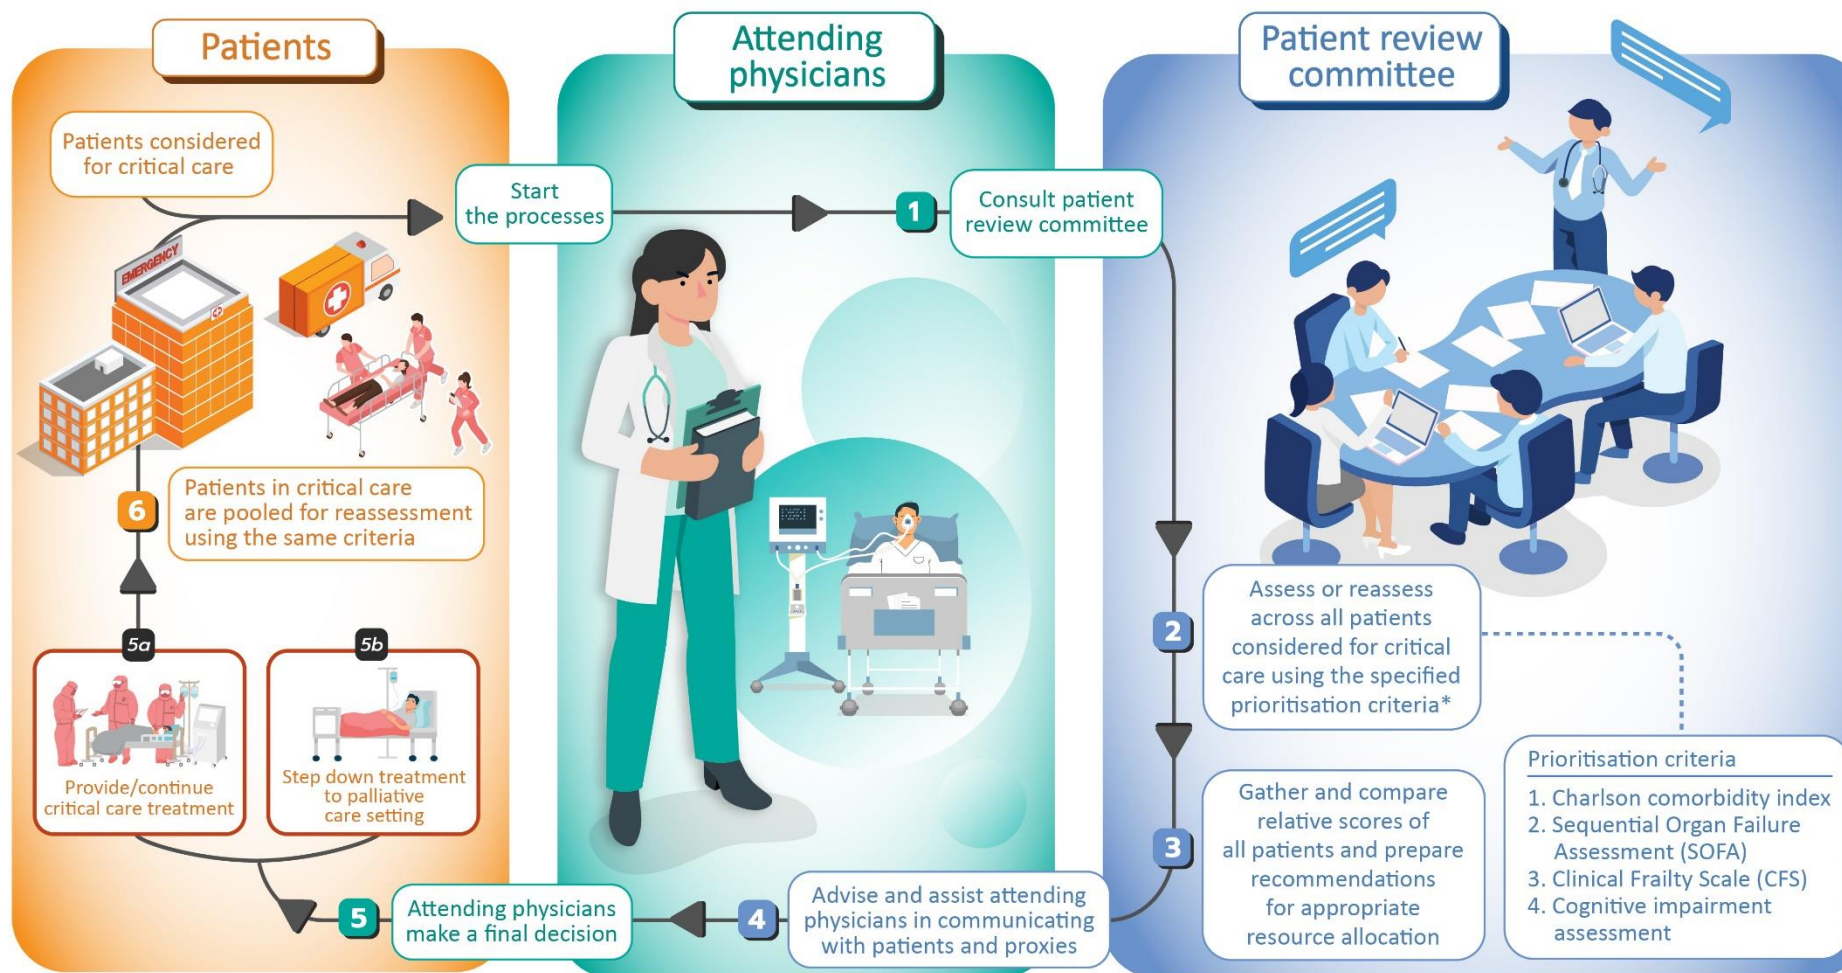 Patients
Attending
physicians
Patient review
committee
Patients considered
for critical care
Start
the processes
1
Consult patient
review committee
EMERGENCY
6
Patients in critical care
are pooled for reassessment
using the same criteria
2
Assess or reassess
across all patients
considered for critical
care using the specified
prioritisation criteria*
5a
Provide/continue
critical care treatment
5b
Step down treatment
to palliative
care setting
Prioritisation criteria
1. Charlson comorbidity index
2. Sequential Organ Failure
Assessment (SOFA)
3. Clinical Frailty Scale (CFS)
4. Cognitive impairment
assessment
3
Gather and compare
relative scores of
all patients and prepare
recommendations
for appropriate
resource allocation
4
Advise and assist attending
physicians in communicating
with patients and proxies
5
Attending physicians
make a final decision